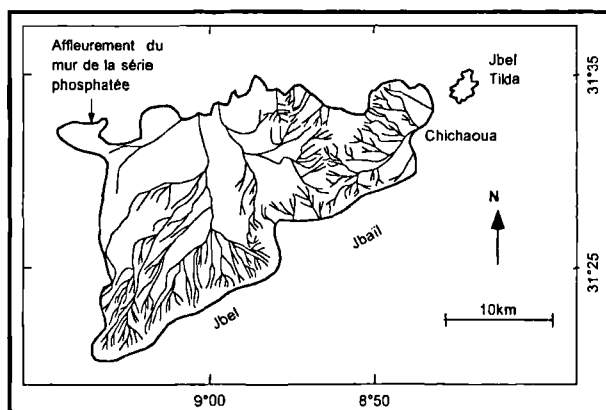 Affleurement du
mur de la série
phosphatée
Jbel
Tilda
31°35
Chichaoua
N
Jbaïl
31°25
Jbel
10km
9°00
8°50